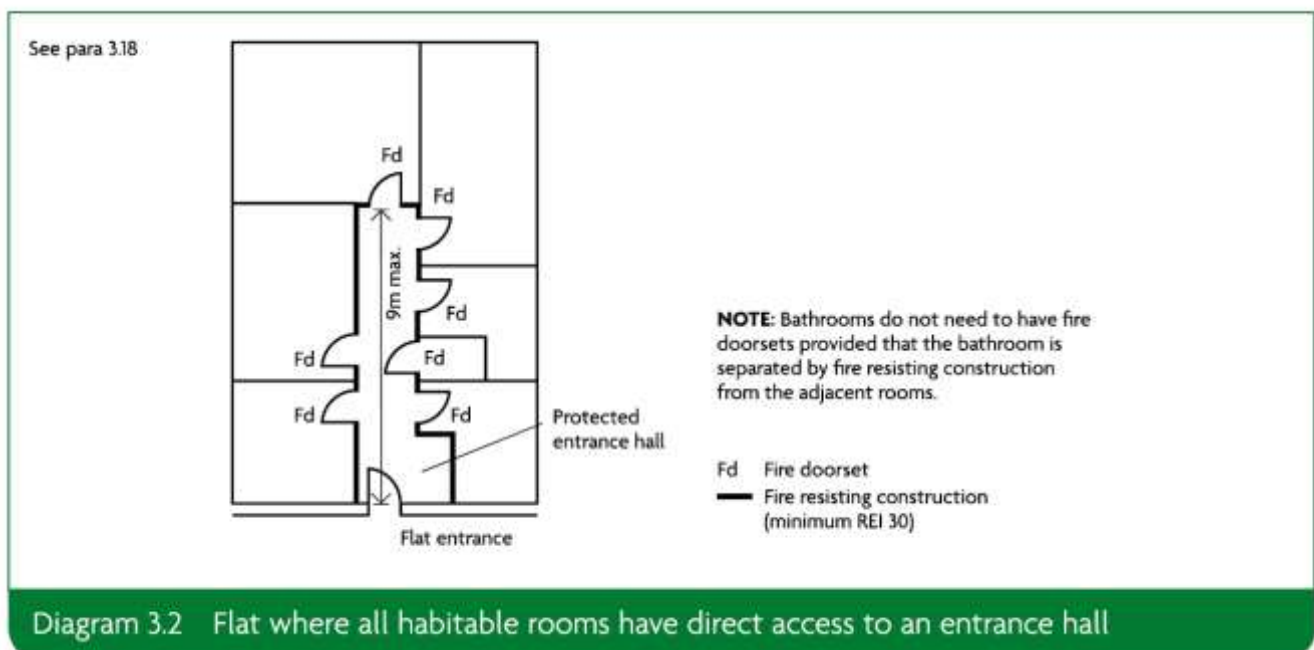 See para 3.18
Fd
Fd
9m max.
Fd
Fd
Fd
Fd
Fd
Protected
entrance hall
Flat entrance
NOTE: Bathrooms do not need to have fire
doorsets provided that the bathroom is
separated by fire resisting construction
from the adjacent rooms.
Fd Fire doorset
Fire resisting construction
(minimum REI 30)
Diagram 3.2 Flat where all habitable rooms have direct access to an entrance hall